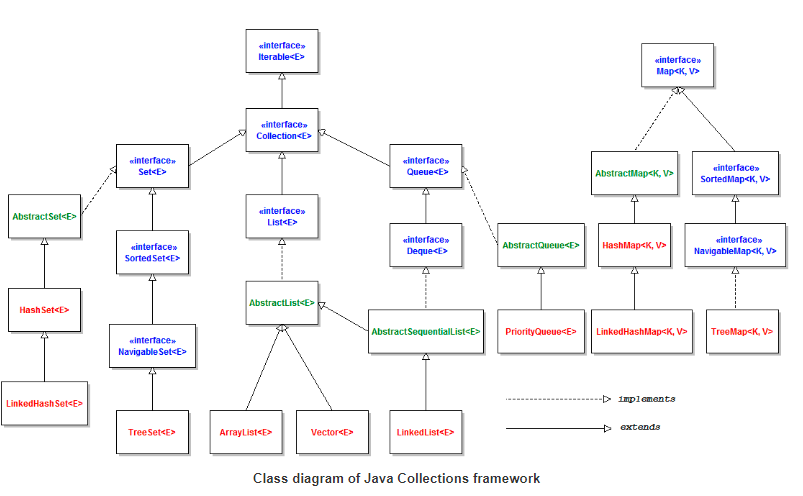 «interface»
Iterable<E>
«interface»
Map<K, V>
«interface»
Collection<E>
«interface»
Set<E>
«interface»
Queue<E>
AbstractMap<K, V>
«interface»
SortedMap<K, V>
AbstractSet<E>
«interface»
List<E>
«interface»
SortedSet<E>
«interface»
Deque<E>
AbstractQueue<E>
HashMap<K, V>
«interface»
NavigableMap<K, V>
HashSet<E>
AbstractList<E>
«interface»
NavigableSet<E>
AbstractSequentialList<E>
PriorityQueue<E>
LinkedHashMap<K, V>
TreeMap<K, V>
LinkedHashSet<E>
implements
TreeSet<E>
ArrayList<E>
Vector<E>
LinkedList<E>
extends
Class diagram of Java Collections framework